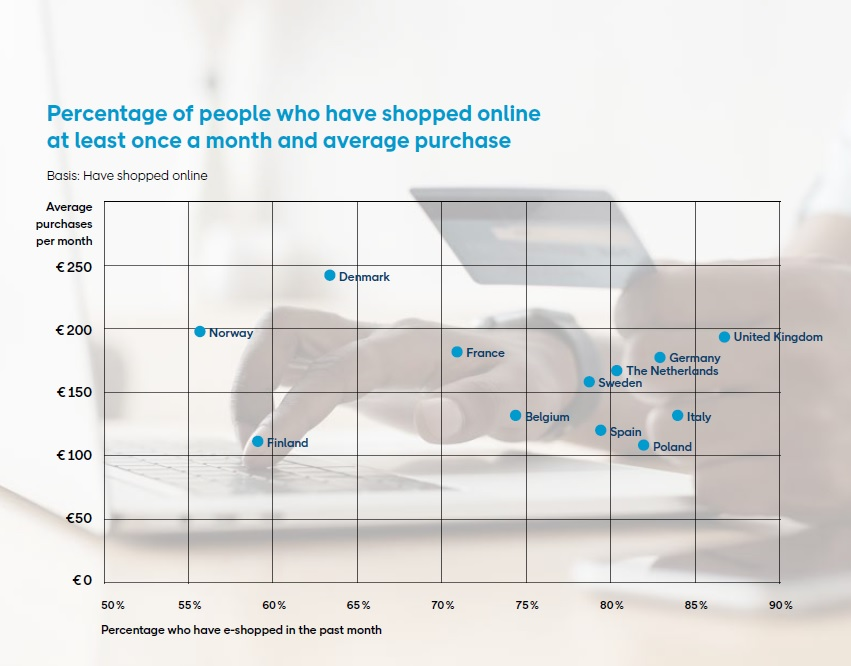 Percentage of people who have shopped online
at least once a month and average purchase
Basis: Have shopped online
Average
purchases
per month
€ 250
Denmark
€ 200
Norway
United Kingdom
France
Germany
The Netherlands
Sweden
€ 150
Belgium
Italy
Spain
Finland
Poland
€ 100
€ 50
€ 0
50 %
55 %
60 %
65 %
70 %
75 %
80 %
85 %
90 %
Percentage who have e-shopped in the past month